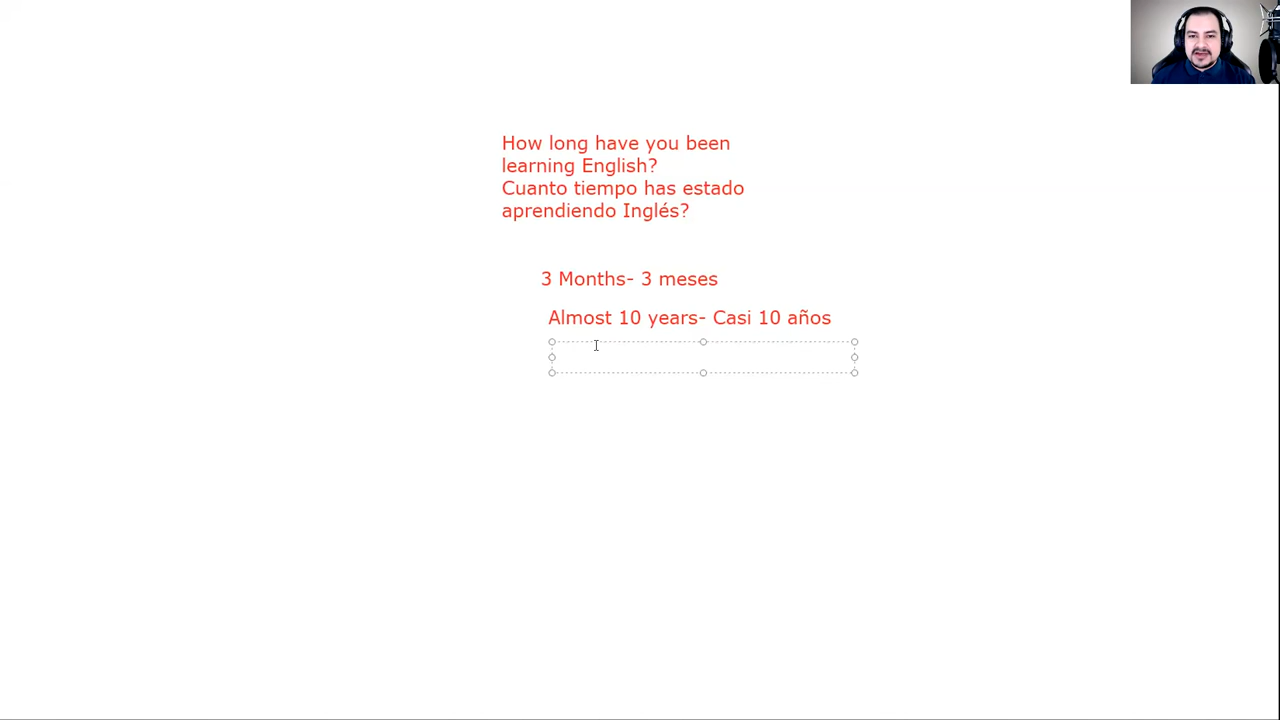 How long have you been
learning English?
Cuanto tiempo has estado
aprendiendo Inglés?
3 Months- 3 meses
Almost 10 years- Casi 10 años